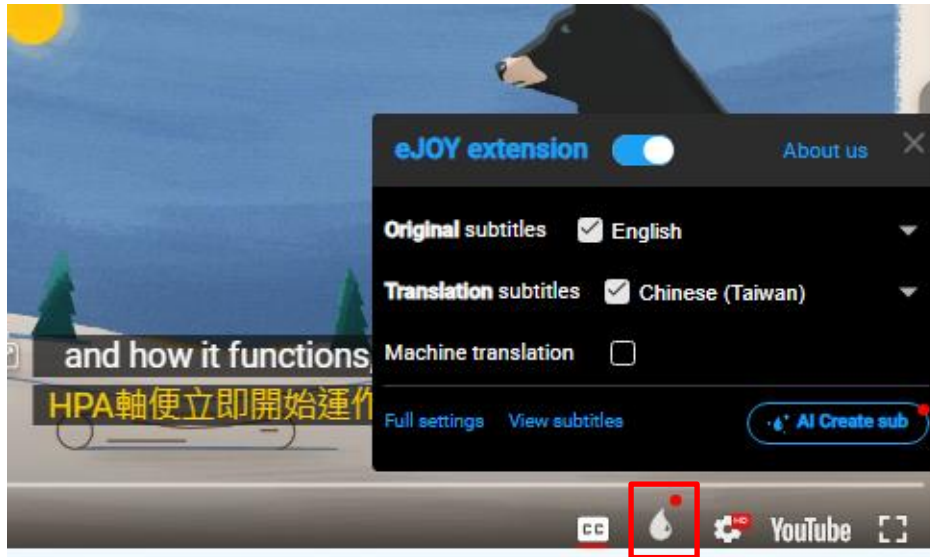 eJOY extension About us
Original subtitles English
Translation subtitles Chinese (Taiwan)
Machine translation
Full settings View subtitles AI Create sub
and how it functions,
HPA軸便立即開始運作
CC HD YouTube